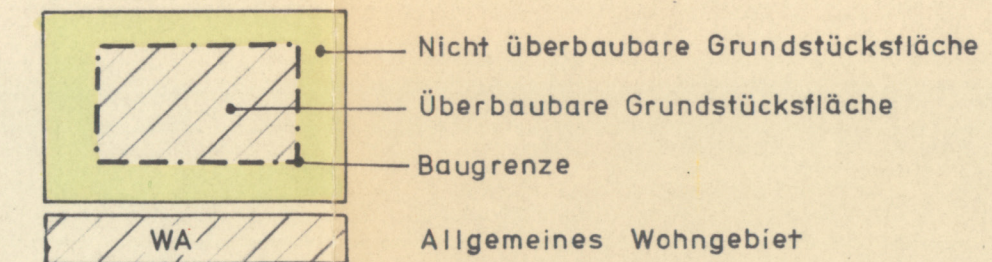 Nicht überbaubare Grundstücksfläche
Überbaubare Grundstücksfläche
Baugrenze
WA Allgemeines Wohngebiet